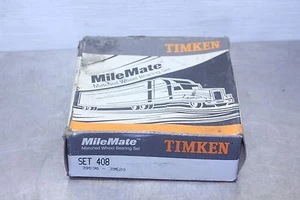 TIMKEN
MileMate
Matched Wheel Bearing Set
MileMate®
Matched Wheel Bearing Set
TIMKEN
SET 408